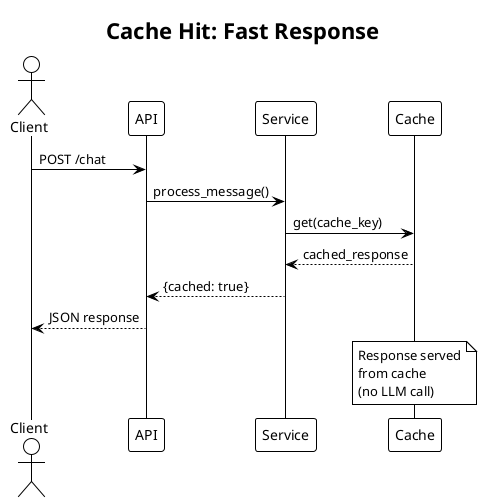 Cache Hit: Fast Response
Client
API
Service
Cache
POST /chat
process_message()
get(cache_key)
cached_response
{cached: true}
JSON response
Response served
from cache
(no LLM call)
Client
API
Service
Cache